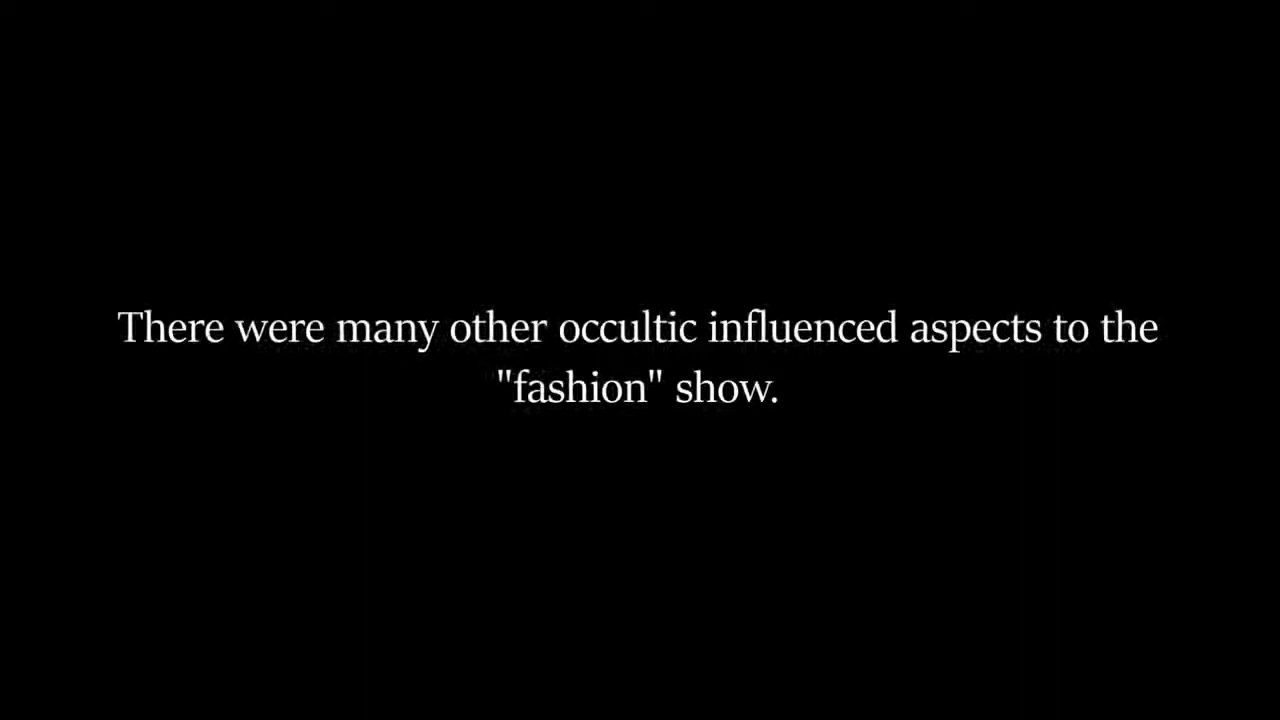 There were many other occultic influenced aspects to the
"fashion" show.